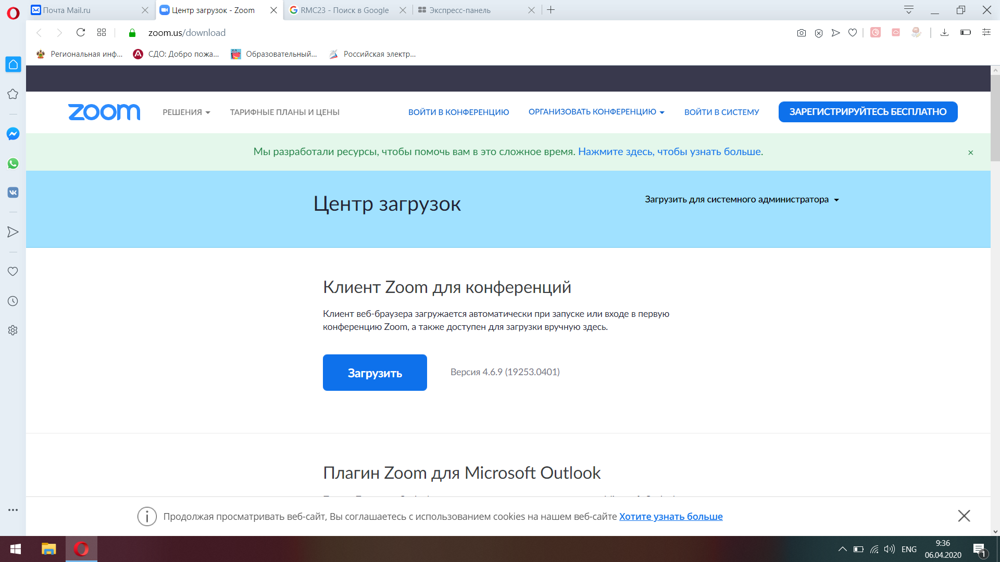 Почта Mail.ru
Центр загрузок - Zoom
RMC23 - Поиск в Google
Экспресс-панель
zoom.us/download
Региональная инф...
СДО: Добро пожа...
Образовательный...
Российская электр...
zoom
РЕШЕНИЯ
ТАРИФНЫЕ ПЛАНЫ И ЦЕНЫ
ВОЙТИ В КОНФЕРЕНЦИЮ
ОРГАНИЗОВАТЬ КОНФЕРЕНЦИЮ
ВОЙТИ В СИСТЕМУ
ЗАРЕГИСТРИРУЙТЕСЬ БЕСПЛАТНО
Мы разработали ресурсы, чтобы помочь вам в это сложное время. Нажмите здесь, чтобы узнать больше.
Центр загрузок
Загрузить для системного администратора
Клиент Zoom для конференций
Клиент веб-браузера загружается автоматически при запуске или входе в первую
конференцию Zoom, а также доступен для загрузки вручную здесь.
Загрузить
Версия 4.6.9 (19253.0401)
Плагин Zoom для Microsoft Outlook
Продолжая просматривать веб-сайт, Вы соглашаетесь с использованием cookies на нашем веб-сайте Хотите узнать больше
ENG
9:36
06.04.2020
1